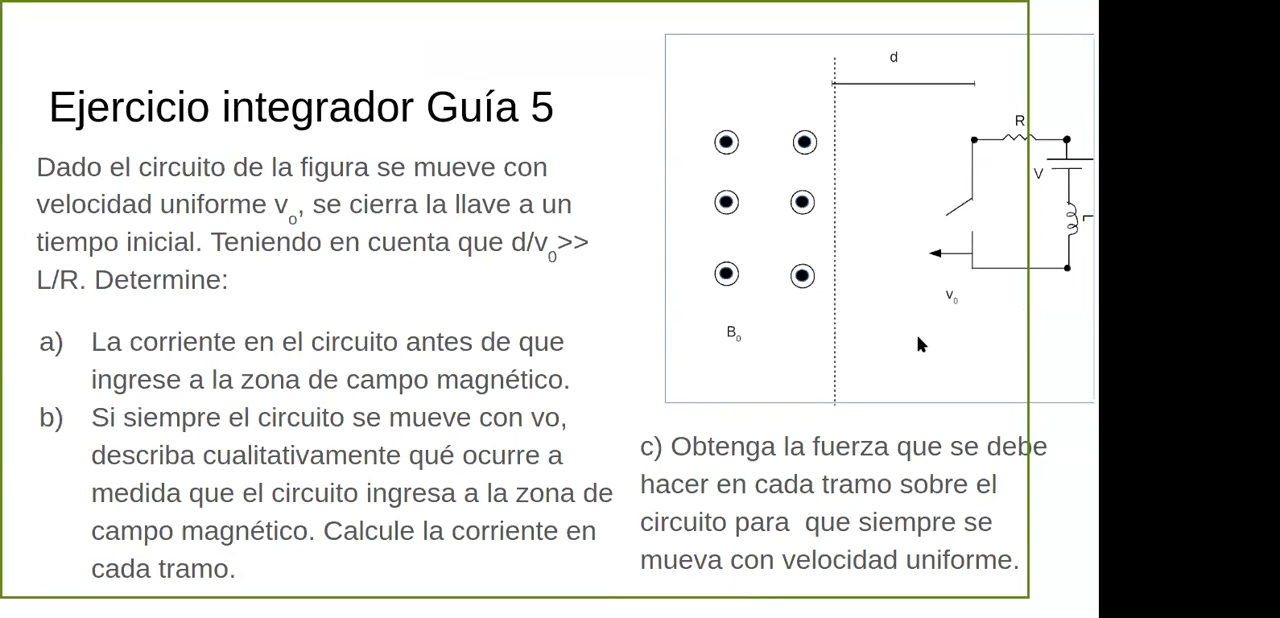 Ejercicio integrador Guía 5
Dado el circuito de la figura se mueve con
velocidad uniforme v₀, se cierra la llave a un
tiempo inicial. Teniendo en cuenta que d/v₀>>
L/R. Determine:
a) La corriente en el circuito antes de que
ingrese a la zona de campo magnético.
b) Si siempre el circuito se mueve con vo,
describa cualitativamente qué ocurre a
medida que el circuito ingresa a la zona de
campo magnético. Calcule la corriente en
cada tramo.
d
R
V
L
v₀
B₀
c) Obtenga la fuerza que se debe
hacer en cada tramo sobre el
circuito para  que siempre se
mueva con velocidad uniforme.